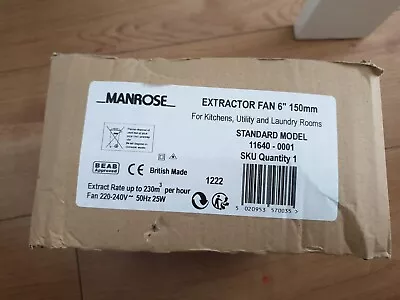 MANROSE
EXTRACTOR FAN 6" 150mm
For Kitchens, Utility and Laundry Rooms
STANDARD MODEL
11640 - 0001
SKU Quantity 1
BEAB
Approved
CE
British Made
Extract Rate up to 230m³ per hour
Fan 220-240V~ 50Hz 25W
1222
5 020953 570035 >